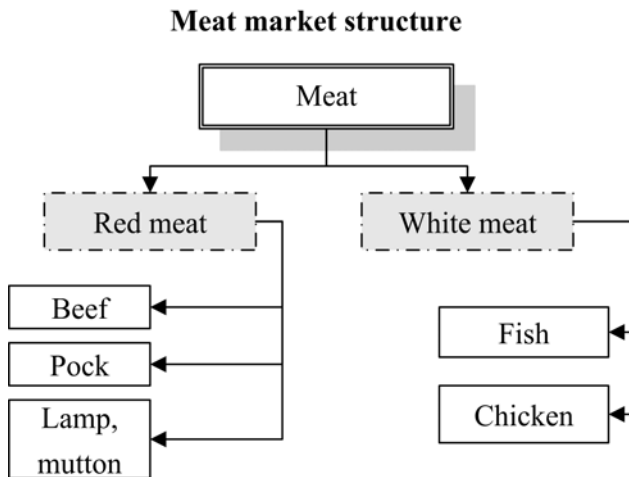 Meat market structure
Meat
Red meat
White meat
Beef
Pock
Lamp,
mutton
Fish
Chicken